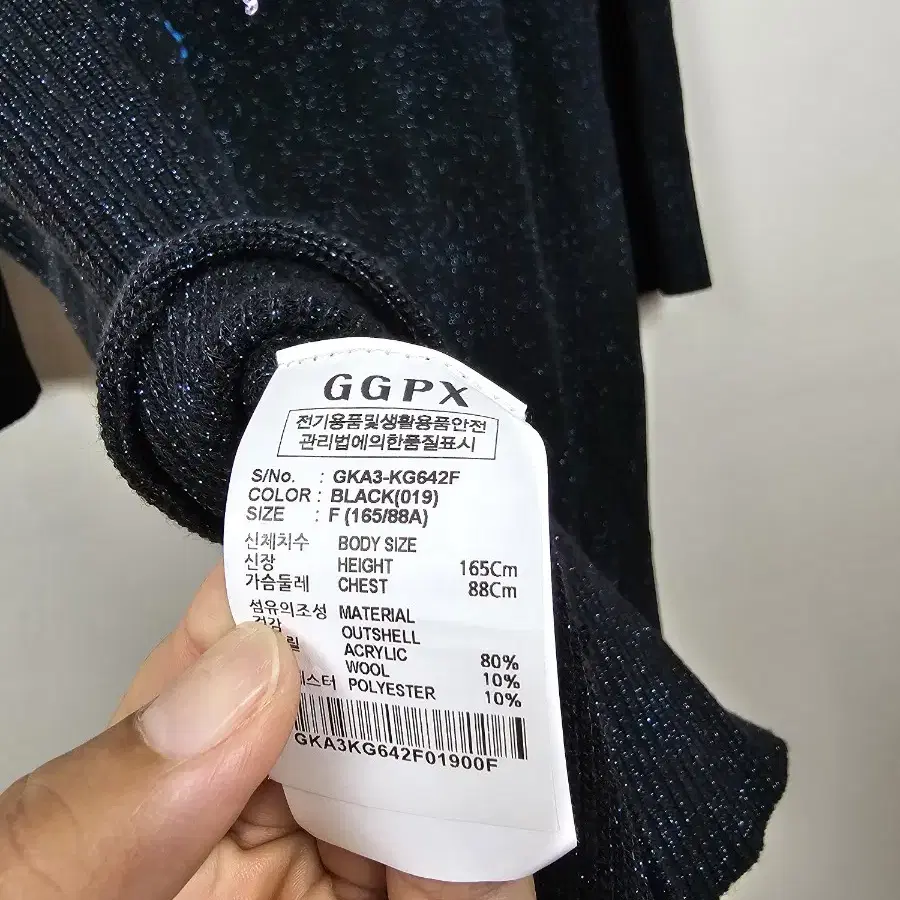 GGPX
전기용품및생활용품안전
관리법에의한품질표시
S/No. : GKA3-KG642F
COLOR : BLACK(019)
SIZE : F (165/88A)
신체치수 BODY SIZE
신장 HEIGHT 165Cm
가슴둘레 CHEST 88Cm
섬유의조성 MATERIAL
겉감 OUTSHELL
ACRYLIC 80%
WOOL 10%
POLYESTER 10%
GKA3KG642F01900F